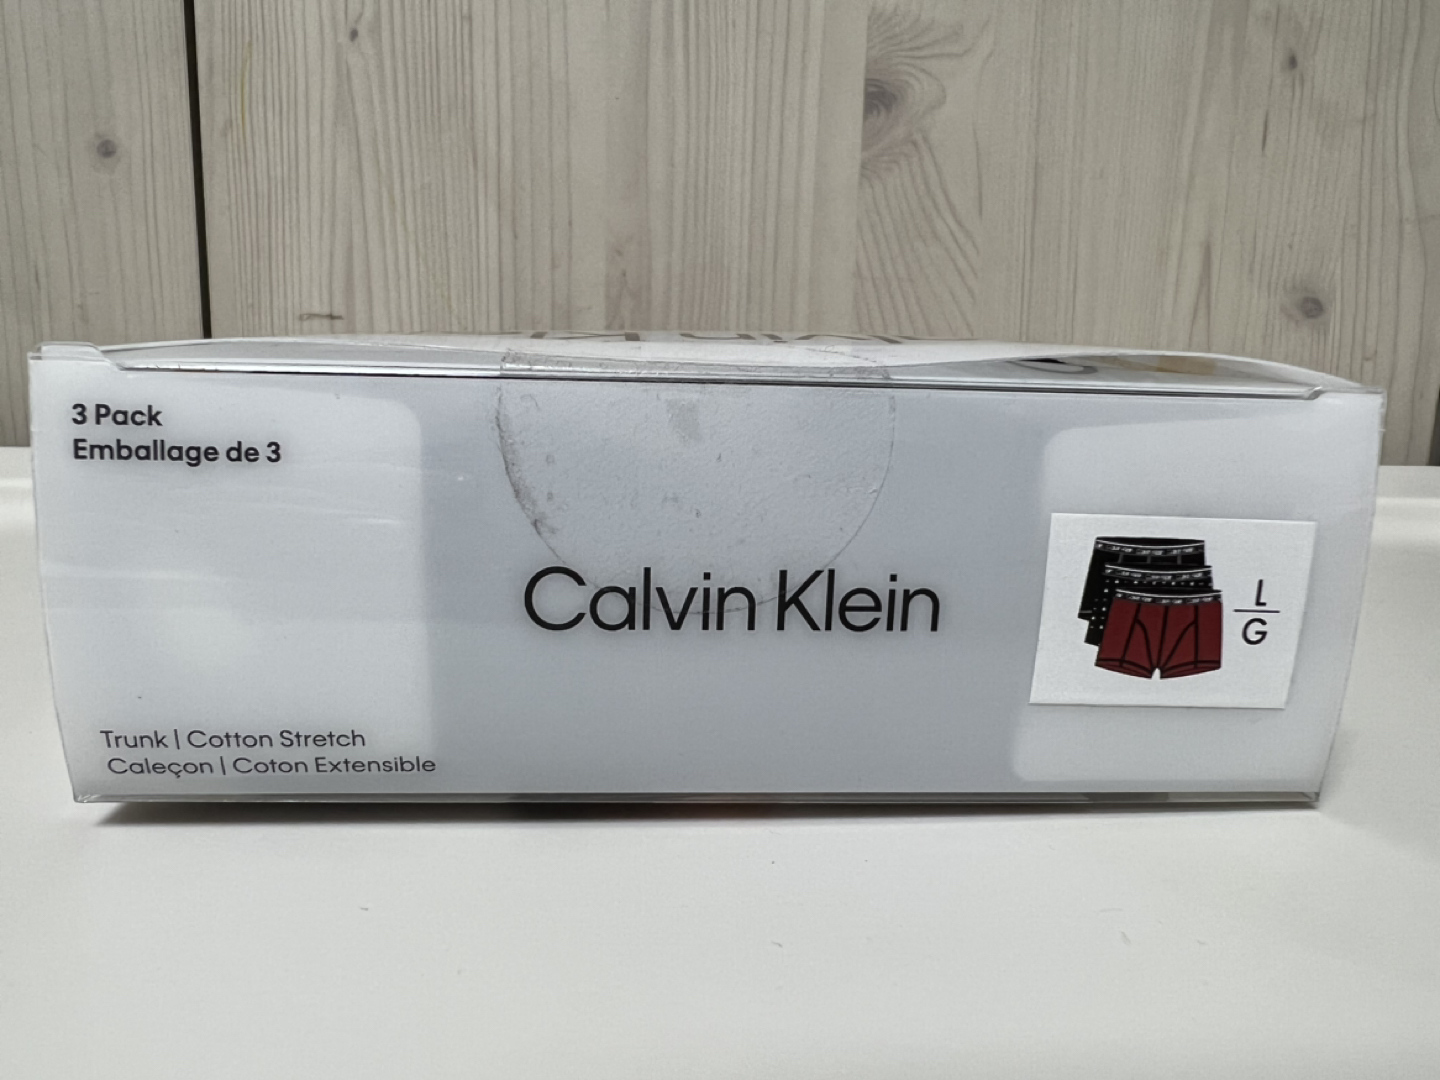 3 Pack
Emballage de 3
Calvin Klein
L
G
Trunk | Cotton Stretch
Caleçon | Coton Extensible